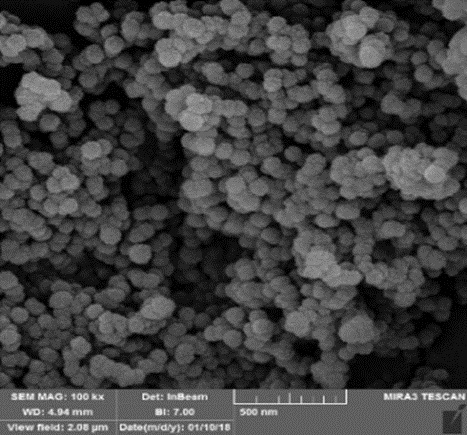 SEM MAG: 100 kx
Det: InBeam
MIRA3 TESCAN
WD: 4.94 mm
BI: 7.00
500 nm
View field: 2.08 µm
Date(m/d/y): 01/10/18